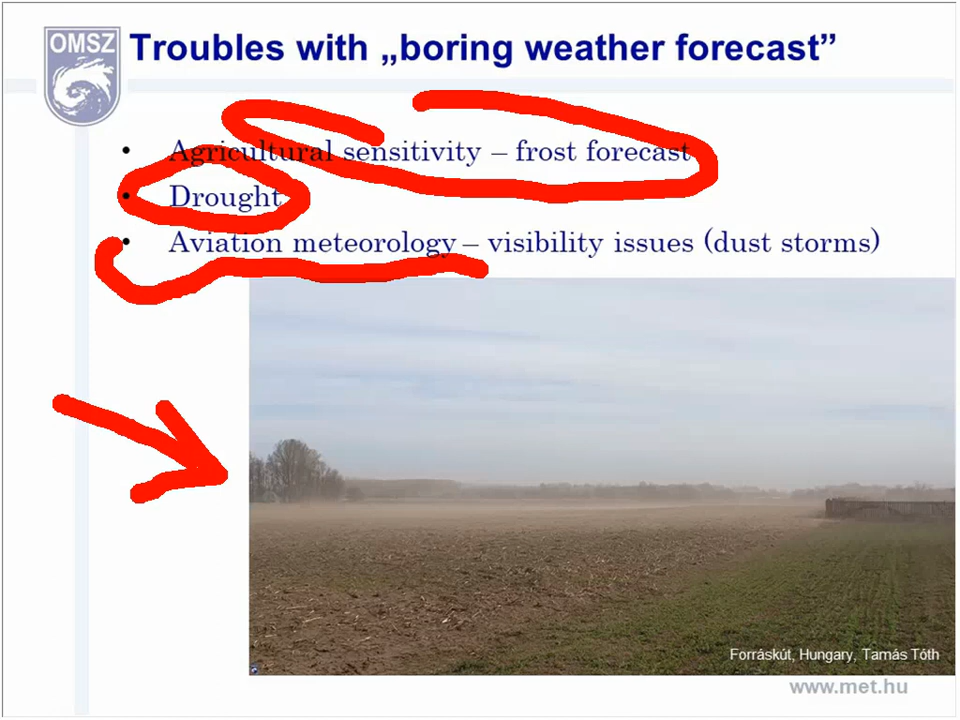 OMSZ
Troubles with „boring weather forecast”
• Agricultural sensitivity – frost forecast
• Drought
• Aviation meteorology – visibility issues (dust storms)
Forráskút, Hungary, Tamás Tóth
www.met.hu